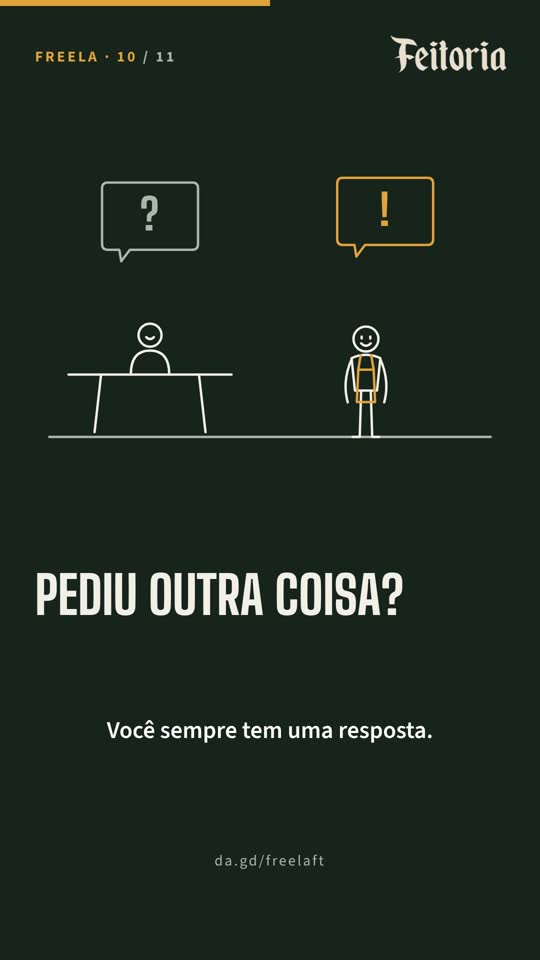 FREELA · 10 / 11
Feitoria
?
!
PEDIU OUTRA COISA?
Você sempre tem uma resposta.
da.gd/freelaft